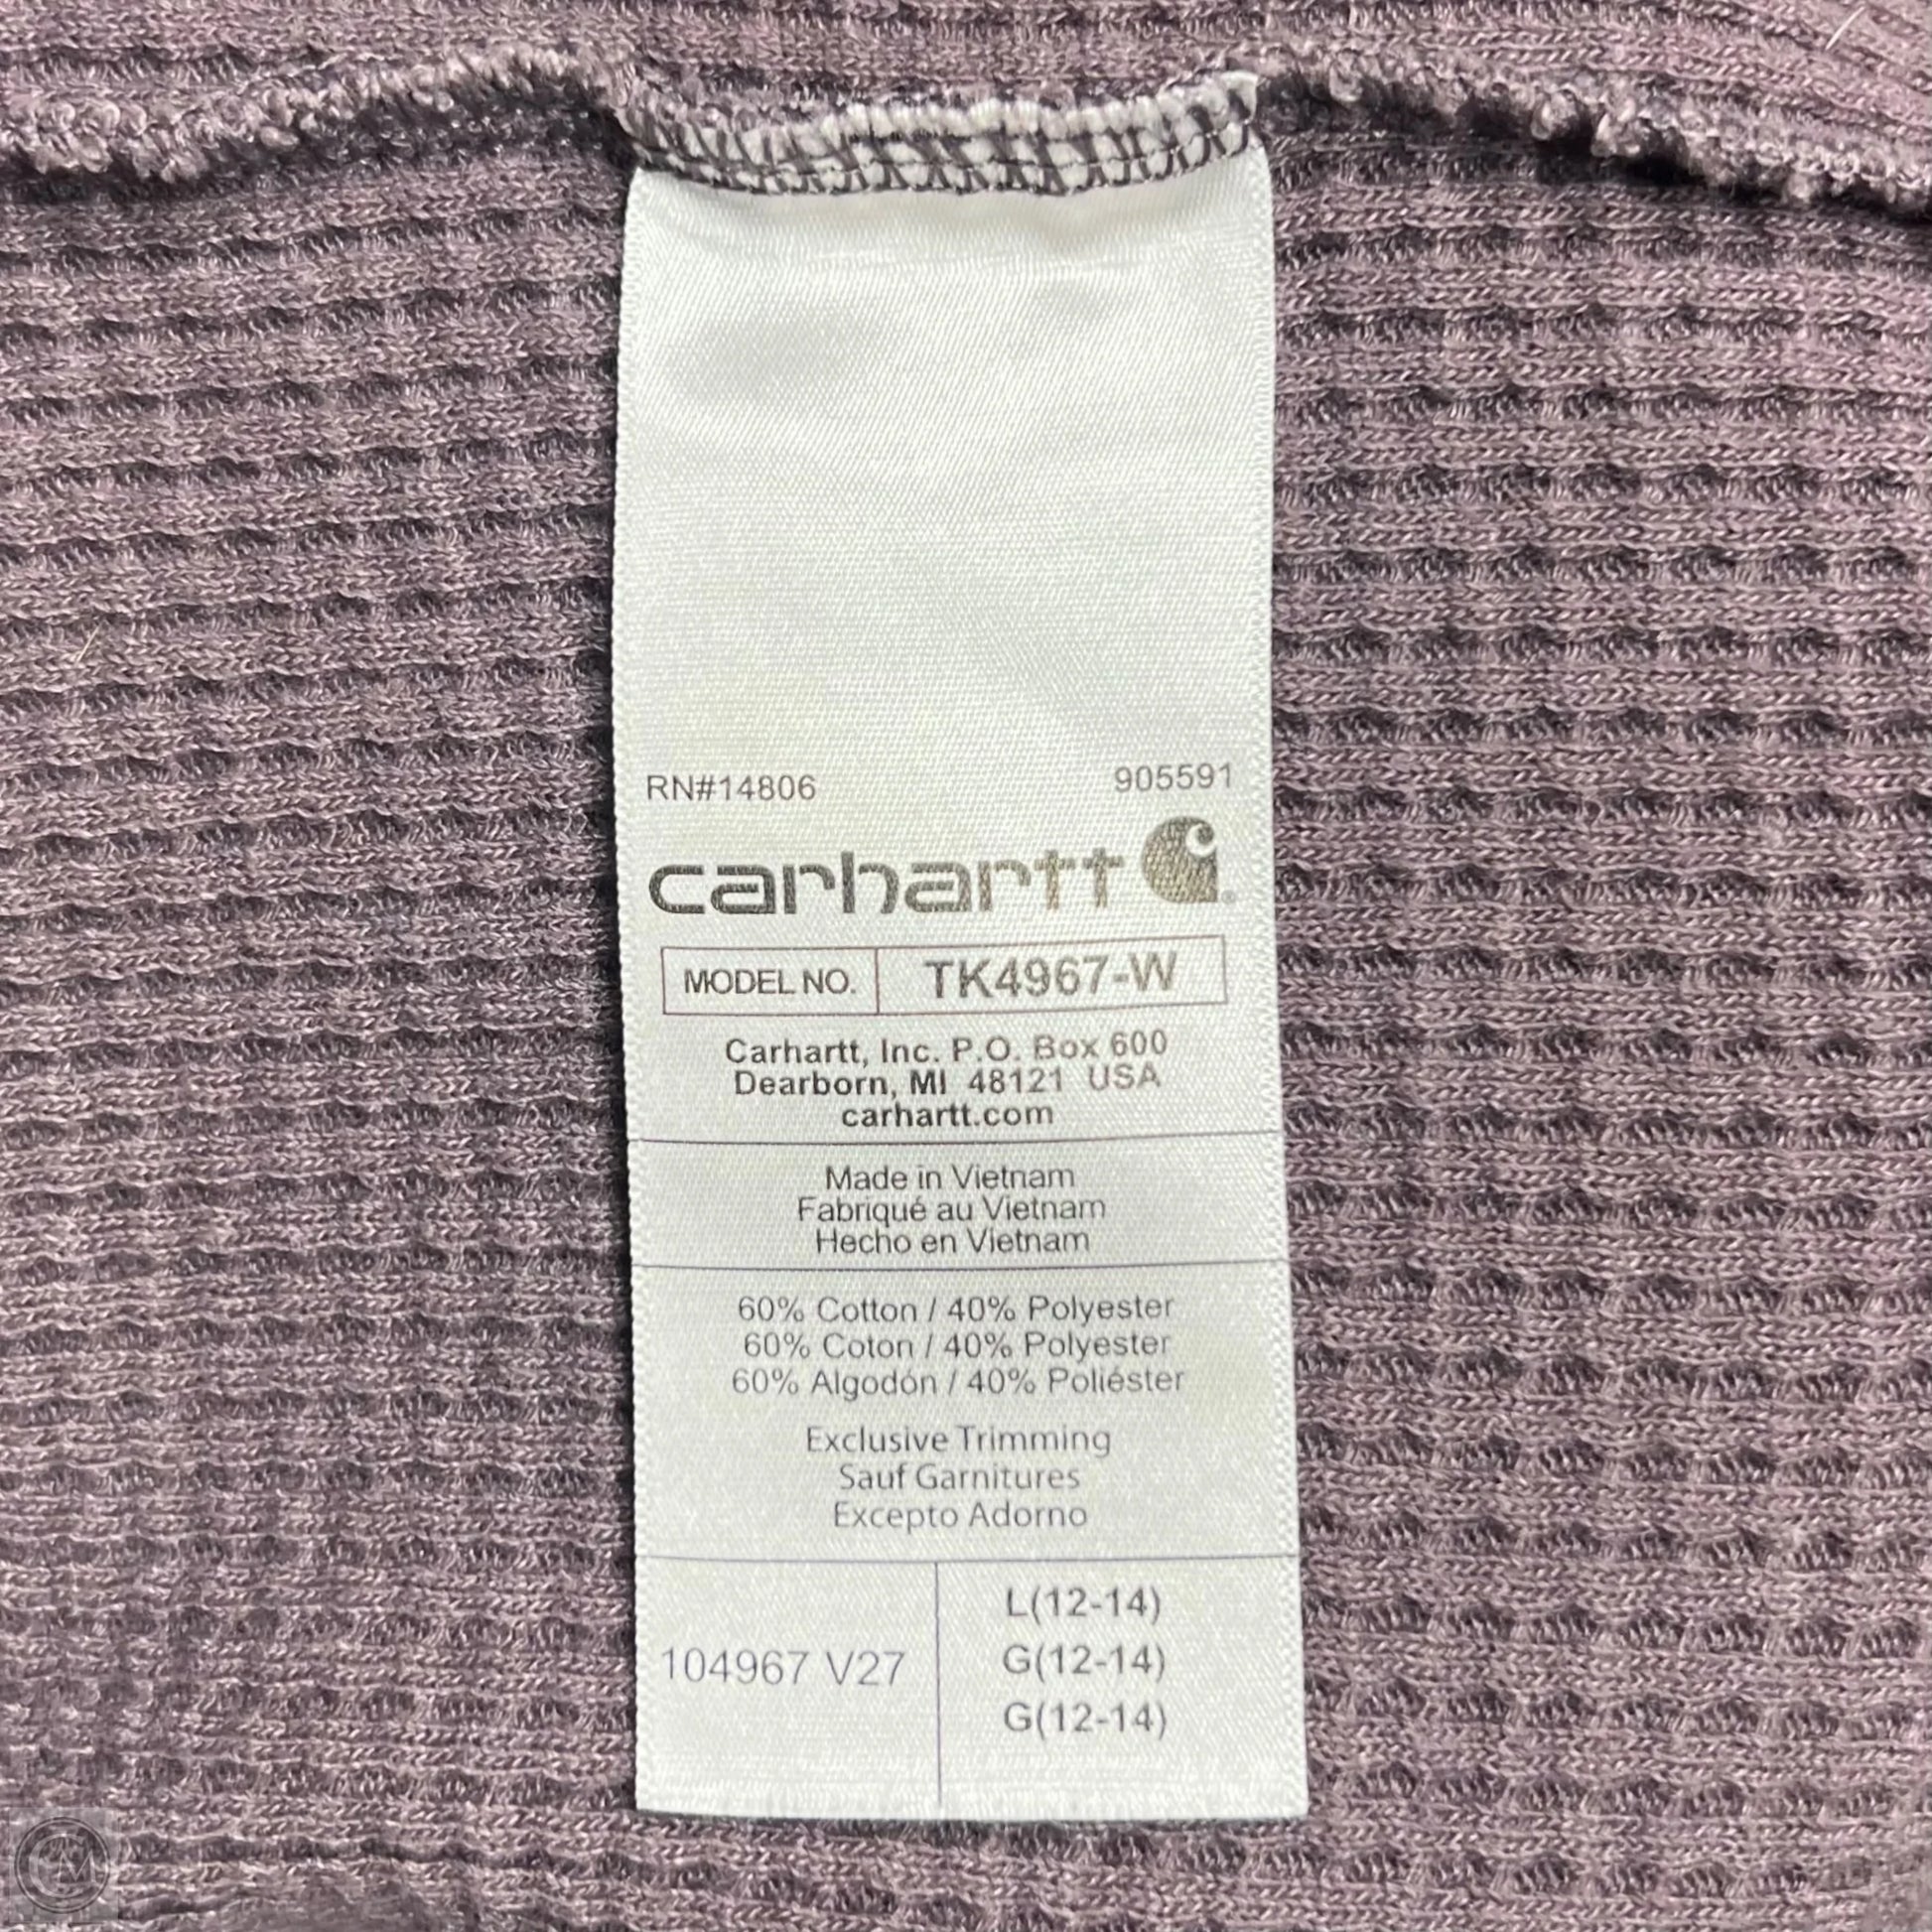 RN#14806 905591
carhartt
MODEL NO. TK4967-W
Carhartt, Inc. P.O. Box 600
Dearborn, MI 48121 USA
carhartt.com
Made in Vietnam
Fabriqué au Vietnam
Hecho en Vietnam
60% Cotton / 40% Polyester
60% Coton / 40% Polyester
60% Algodón / 40% Poliéster
Exclusive Trimming
Sauf Garnitures
Excepto Adorno
104967 V27
L(12-14)
G(12-14)
G(12-14)